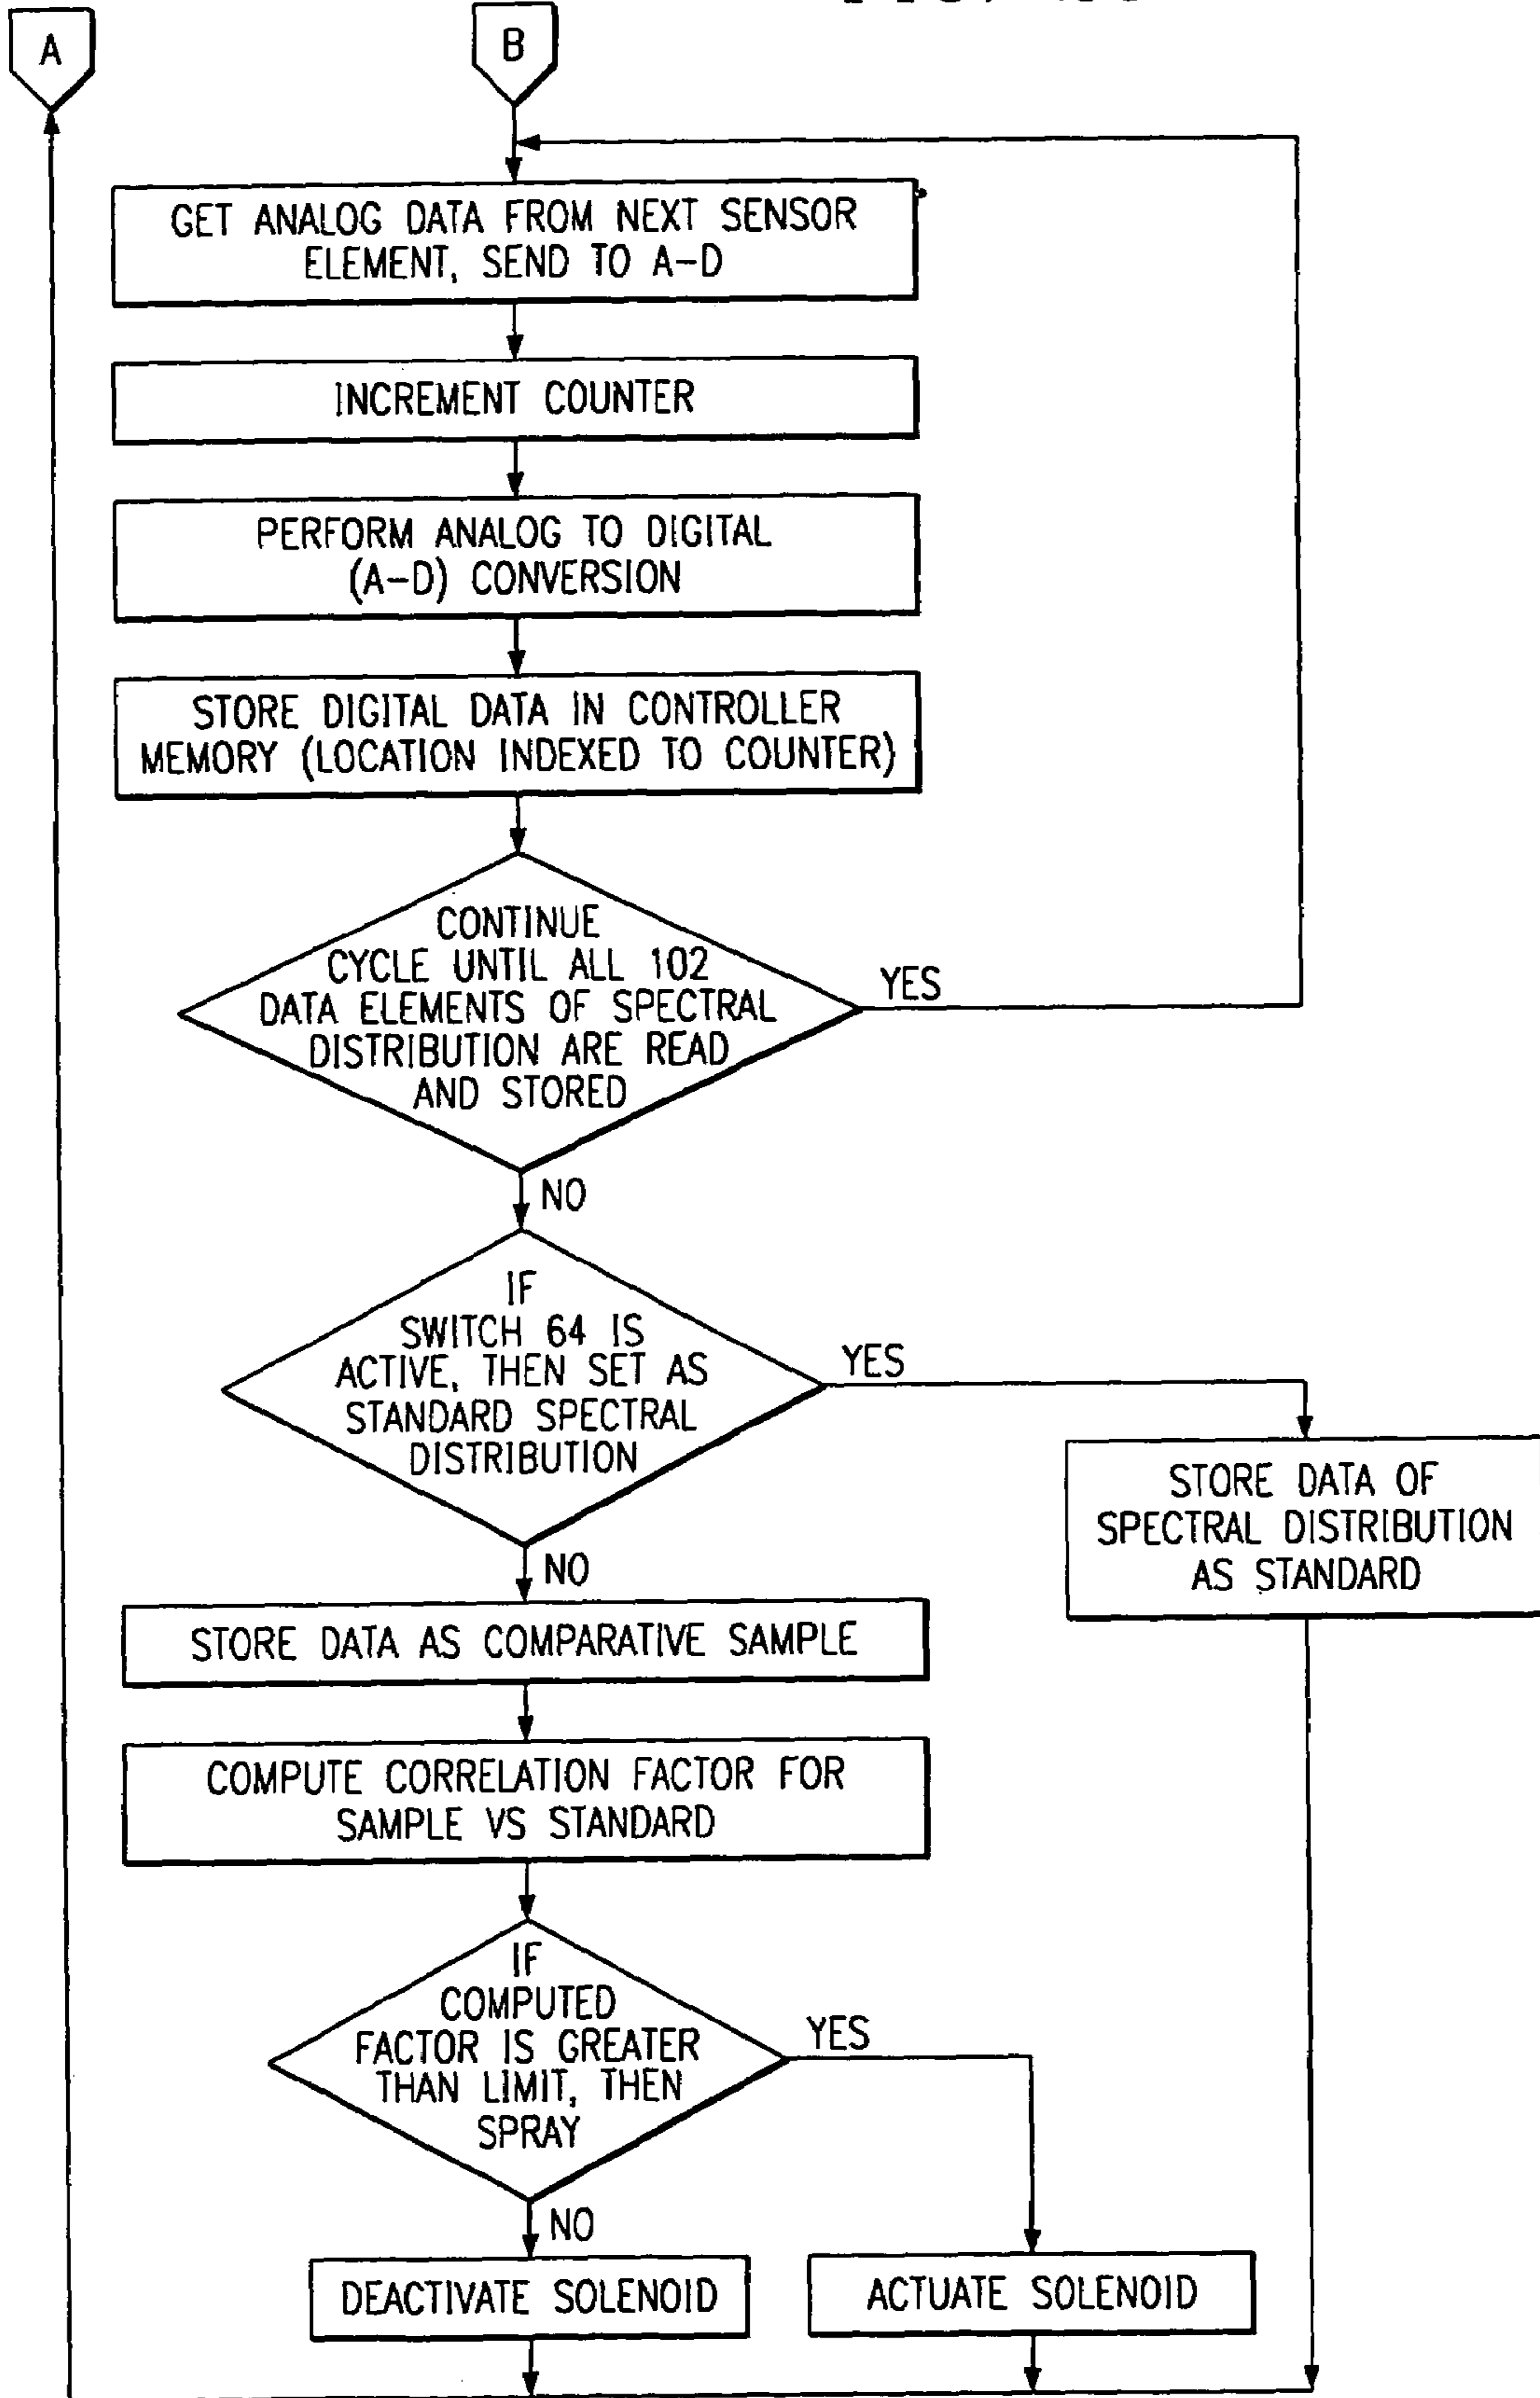 A
B
GET ANALOG DATA FROM NEXT SENSOR
ELEMENT, SEND TO A-D
INCREMENT COUNTER
PERFORM ANALOG TO DIGITAL
(A-D) CONVERSION
STORE DIGITAL DATA IN CONTROLLER
MEMORY (LOCATION INDEXED TO COUNTER)
CONTINUE
CYCLE UNTIL ALL 102
DATA ELEMENTS OF SPECTRAL
DISTRIBUTION ARE READ
AND STORED
YES
NO
IF
SWITCH 64 IS
ACTIVE, THEN SET AS
STANDARD SPECTRAL
DISTRIBUTION
YES
STORE DATA OF
SPECTRAL DISTRIBUTION
AS STANDARD
NO
STORE DATA AS COMPARATIVE SAMPLE
COMPUTE CORRELATION FACTOR FOR
SAMPLE VS STANDARD
IF
COMPUTED
FACTOR IS GREATER
THAN LIMIT, THEN
SPRAY
YES
NO
DEACTIVATE SOLENOID
ACTUATE SOLENOID